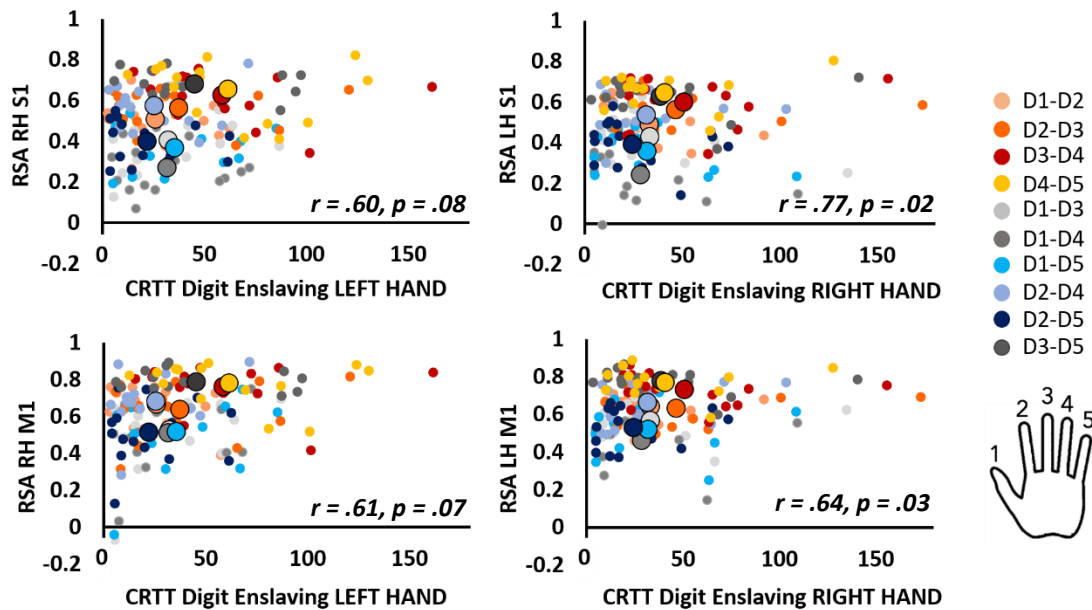 RSA RH S1
1
0.8
0.6
0.4
0.2
0
-0.2
0 50 100 150
r = .60, p = .08
CRTT Digit Enslaving LEFT HAND
RSA LH S1
1
0.8
0.6
0.4
0.2
0
-0.2
0 50 100 150
r = .77, p = .02
CRTT Digit Enslaving RIGHT HAND
D1-D2
D2-D3
D3-D4
D4-D5
D1-D3
D1-D4
D1-D5
D2-D4
D2-D5
D3-D5
RSA RH M1
1
0.8
0.6
0.4
0.2
0
-0.2
0 50 100 150
r = .61, p = .07
CRTT Digit Enslaving LEFT HAND
RSA LH M1
1
0.8
0.6
0.4
0.2
0
-0.2
0 50 100 150
r = .64, p = .03
CRTT Digit Enslaving RIGHT HAND
1 2 3 4 5